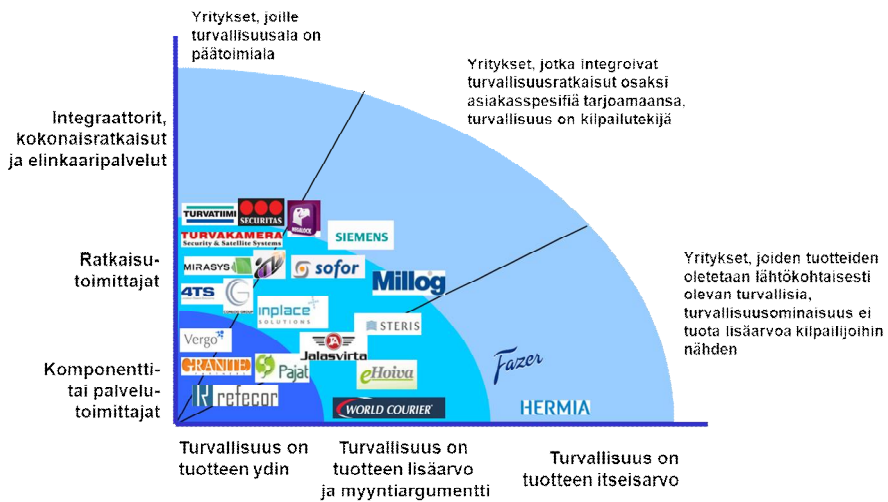 Yritykset, joille
turvallisuusala on
päätoimiala
Yritykset, jotka integroivat
turvallisuusratkaisut osaksi
asiakasspesifiä tarjoamaansa,
turvallisuus on kilpailutekijä
Integraattorit,
kokonaisratkaisut
ja elinkaaripalvelut
TURVATIIMI
SECURITAS
MEGALOCK
TURVAKAMERA
Security & Satellite Systems
SIEMENS
Ratkaisu-
toimittajat
MIRASYS
sofor
Millog
Yritykset, joiden tuotteiden
oletetaan lähtökohtaisesti
olevan turvallisia,
turvallisuusominaisuus ei
tuota lisäarvoa kilpailijoihin
nähden
4TS
inplace
SOLUTIONS
STERIS
Vergo
Jalasvirta
Komponentti-
tai palvelu-
toimittajat
GRANITE
Pajat
eHoiva
Fazer
refecor
WORLD COURIER
HERMIA
Turvallisuus on
tuotteen ydin
Turvallisuus on
tuotteen lisäarvo
ja myyntiargumentti
Turvallisuus on
tuotteen itseisarvo